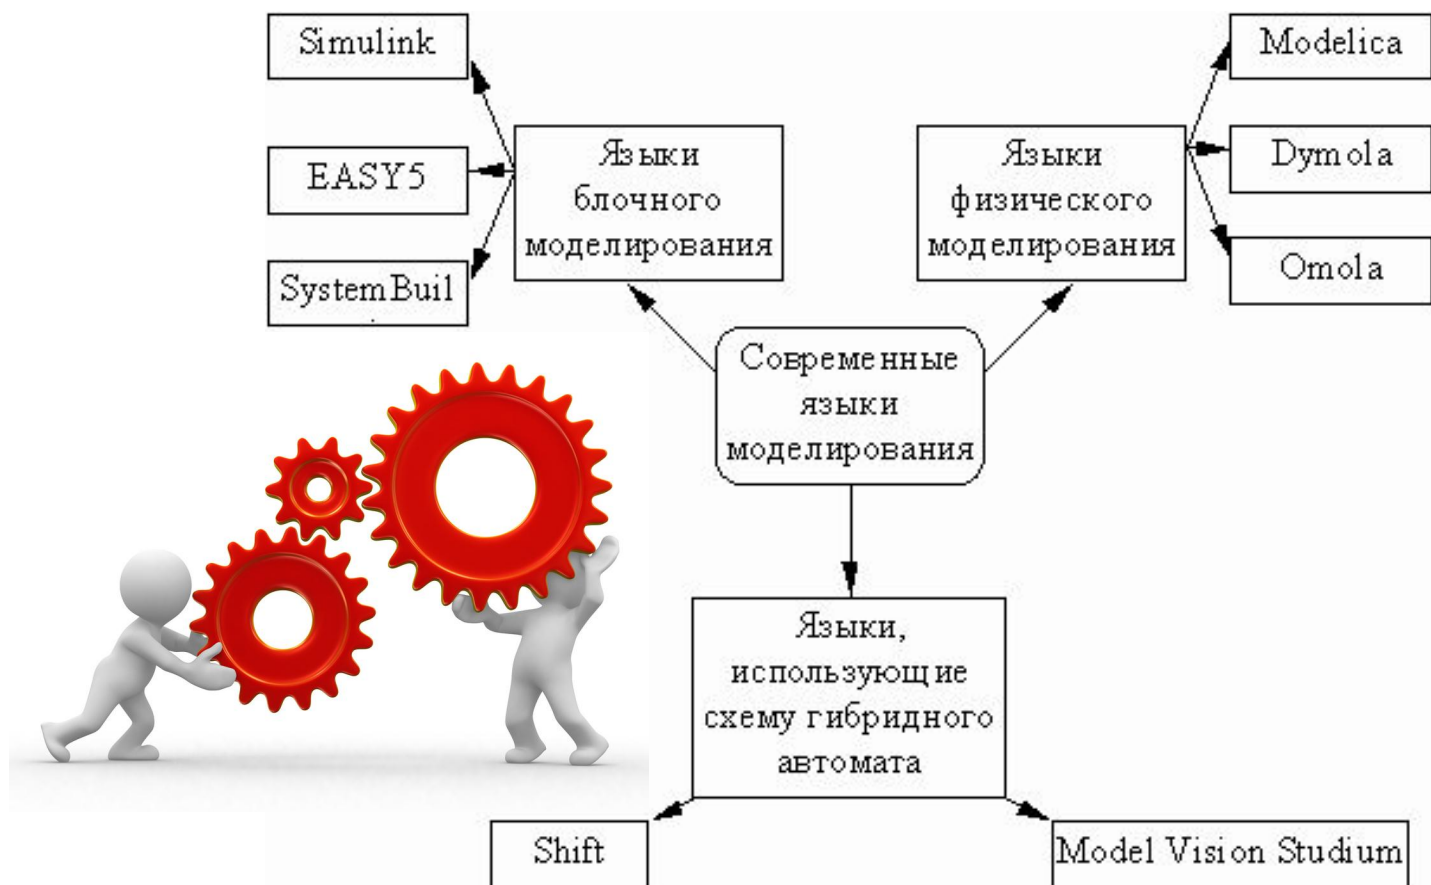 Simulink
EASY5
SystemBuil
Языки
блочного
моделирования
Языки
физического
моделирования
Modelica
Dymola
Omola
Современные
языки
моделирования
Языки,
использующие
схему гибридного
автомата
Shift
Model Vision Studium